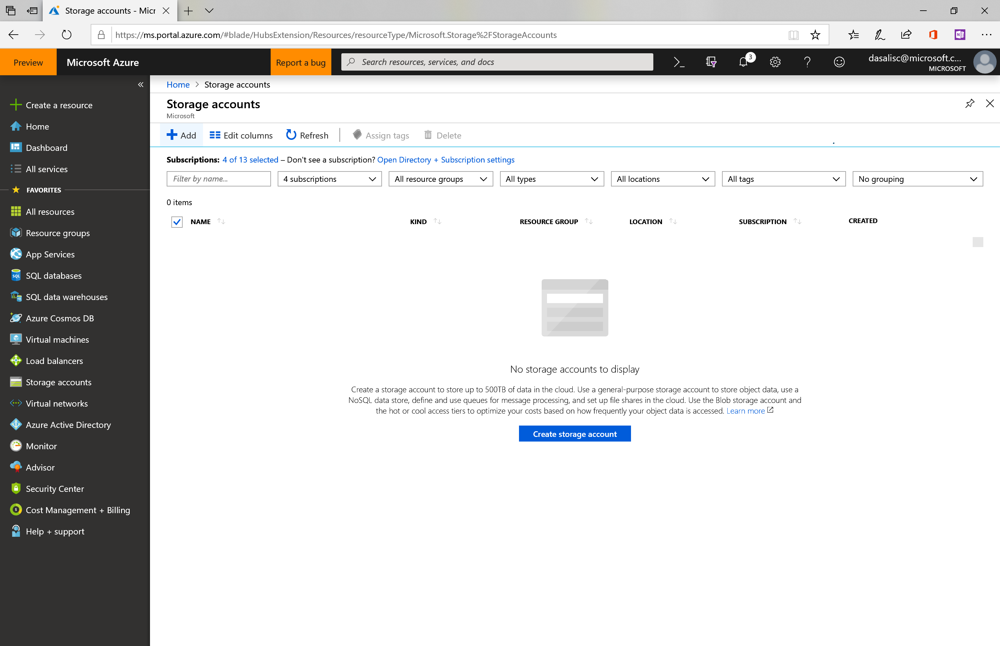 Storage accounts - Micr
https://ms.portal.azure.com/#blade/HubsExtension/Resources/resourceType/Microsoft.Storage%2FStorageAccounts
Preview
Microsoft Azure
Report a bug
Search resources, services, and docs
3
dasalisc@microsoft.c...
MICROSOFT
Create a resource
Home
Dashboard
All services
FAVORITES
All resources
Resource groups
App Services
SQL
SQL databases
SQL data warehouses
Azure Cosmos DB
Virtual machines
Load balancers
Storage accounts
Virtual networks
Azure Active Directory
Monitor
Advisor
Security Center
Cost Management + Billing
Help + support
Home > Storage accounts
Storage accounts
Microsoft
Add Edit columns Refresh Assign tags Delete
Subscriptions: 4 of 13 selected – Don't see a subscription? Open Directory + Subscription settings
Filter by name... 4 subscriptions All resource groups All types All locations All tags No grouping
0 items
NAME KIND RESOURCE GROUP LOCATION SUBSCRIPTION CREATED
No storage accounts to display
Create a storage account to store up to 500TB of data in the cloud. Use a general-purpose storage account to store object data, use a
NoSQL data store, define and use queues for message processing, and set up file shares in the cloud. Use the Blob storage account and
the hot or cool access tiers to optimize your costs based on how frequently your object data is accessed. Learn more
Create storage account